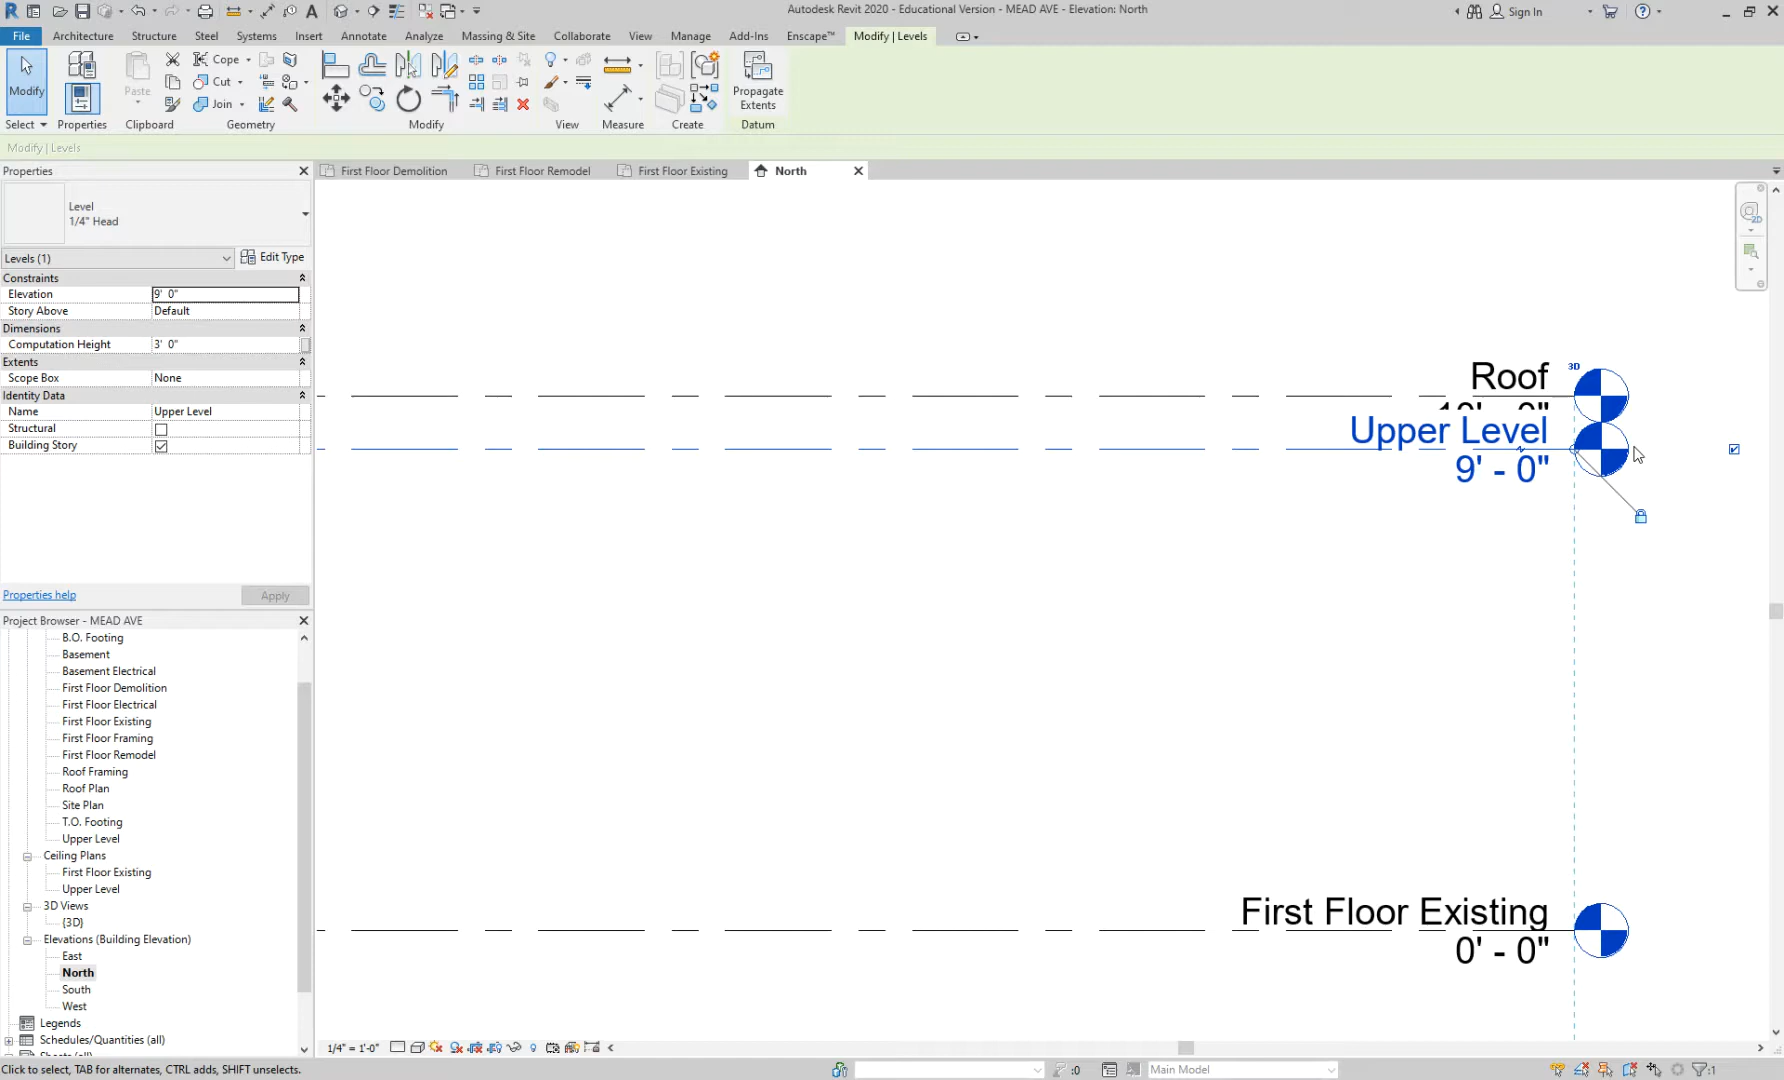 Autodesk Revit 2020 - Educational Version - MEAD AVE - Elevation: North
Sign In
File Architecture Structure Steel Systems Insert Annotate Analyze Massing & Site Collaborate View Manage Add-Ins Enscape™ Modify | Levels
Modify
Paste
Cope
Cut
Join
Propagate
Extents
Select Properties Clipboard Geometry Modify View Measure Create Datum
Modify | Levels
Properties
First Floor Demolition First Floor Remodel First Floor Existing North
Level
1/4" Head
Levels (1)
Edit Type
Constraints
Elevation 9' 0"
Story Above Default
Dimensions
Computation Height 3' 0"
Extents
Scope Box None
Identity Data
Name Upper Level
Structural
Building Story
Properties help
Apply
Project Browser - MEAD AVE
B.O. Footing
Basement
Basement Electrical
First Floor Demolition
First Floor Electrical
First Floor Existing
First Floor Framing
First Floor Remodel
Roof Framing
Roof Plan
Site Plan
T.O. Footing
Upper Level
Ceiling Plans
First Floor Existing
Upper Level
3D Views
{3D}
Elevations (Building Elevation)
East
North
South
West
Legends
Schedules/Quantities (all)
2D
Roof
3D
Upper Level
9' - 0"
First Floor Existing
0' - 0"
1/4" = 1'-0"
Click to select, TAB for alternates, CTRL adds, SHIFT unselects.
:0
Main Model
:1